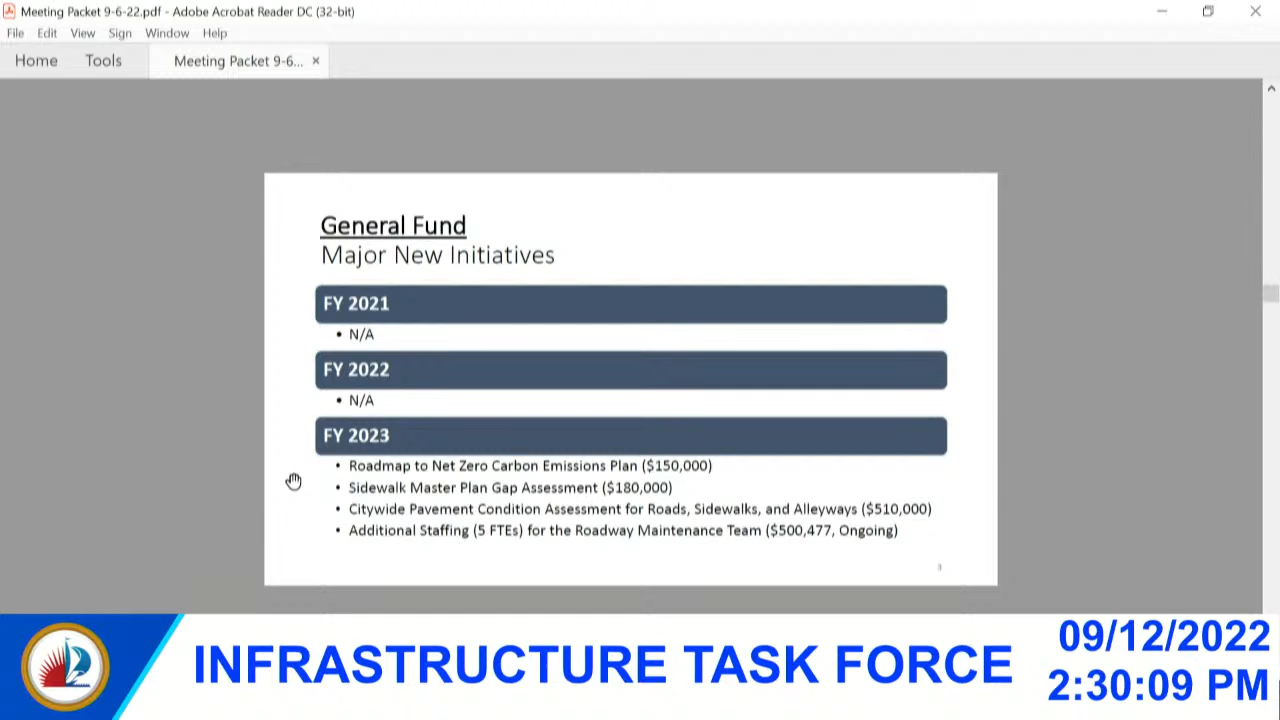 Meeting Packet 9-6-22.pdf - Adobe Acrobat Reader DC (32-bit)
File Edit View Sign Window Help
Home Tools Meeting Packet 9-6... ×
General Fund
Major New Initiatives
FY 2021
• N/A
FY 2022
• N/A
FY 2023
• Roadmap to Net Zero Carbon Emissions Plan ($150,000)
• Sidewalk Master Plan Gap Assessment ($180,000)
• Citywide Pavement Condition Assessment for Roads, Sidewalks, and Alleyways ($510,000)
• Additional Staffing (5 FTEs) for the Roadway Maintenance Team ($500,477, Ongoing)
INFRASTRUCTURE TASK FORCE
09/12/2022
2:30:09 PM